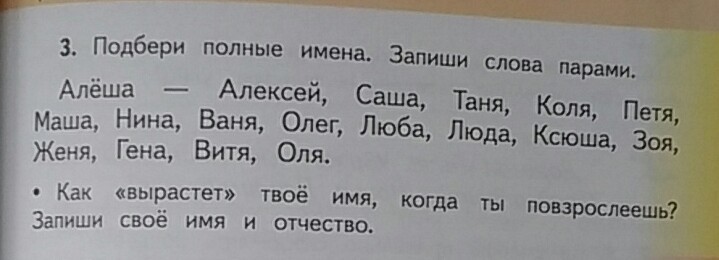 3. Подбери полные имена. Запиши слова парами.
Алёша — Алексей, Саша, Таня, Коля, Петя,
Маша, Нина, Ваня, Олег, Люба, Люда, Ксюша, Зоя,
Женя, Гена, Витя, Оля.
• Как «вырастет» твоё имя, когда ты повзрослеешь?
Запиши своё имя и отчество.